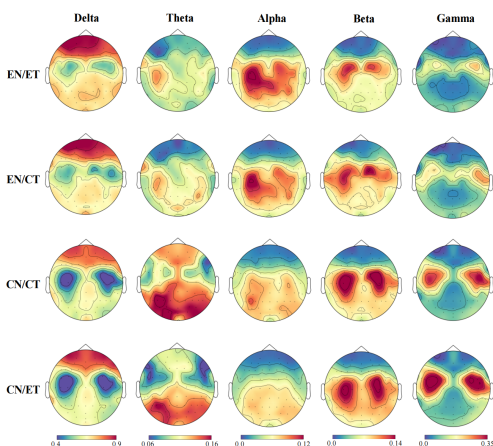 Delta Theta Alpha Beta Gamma
EN/ET
EN/CT
CN/CT
CN/ET
0.4 0.9 0.06 0.16 0.0 0.12 0.0 0.14 0.0 0.35